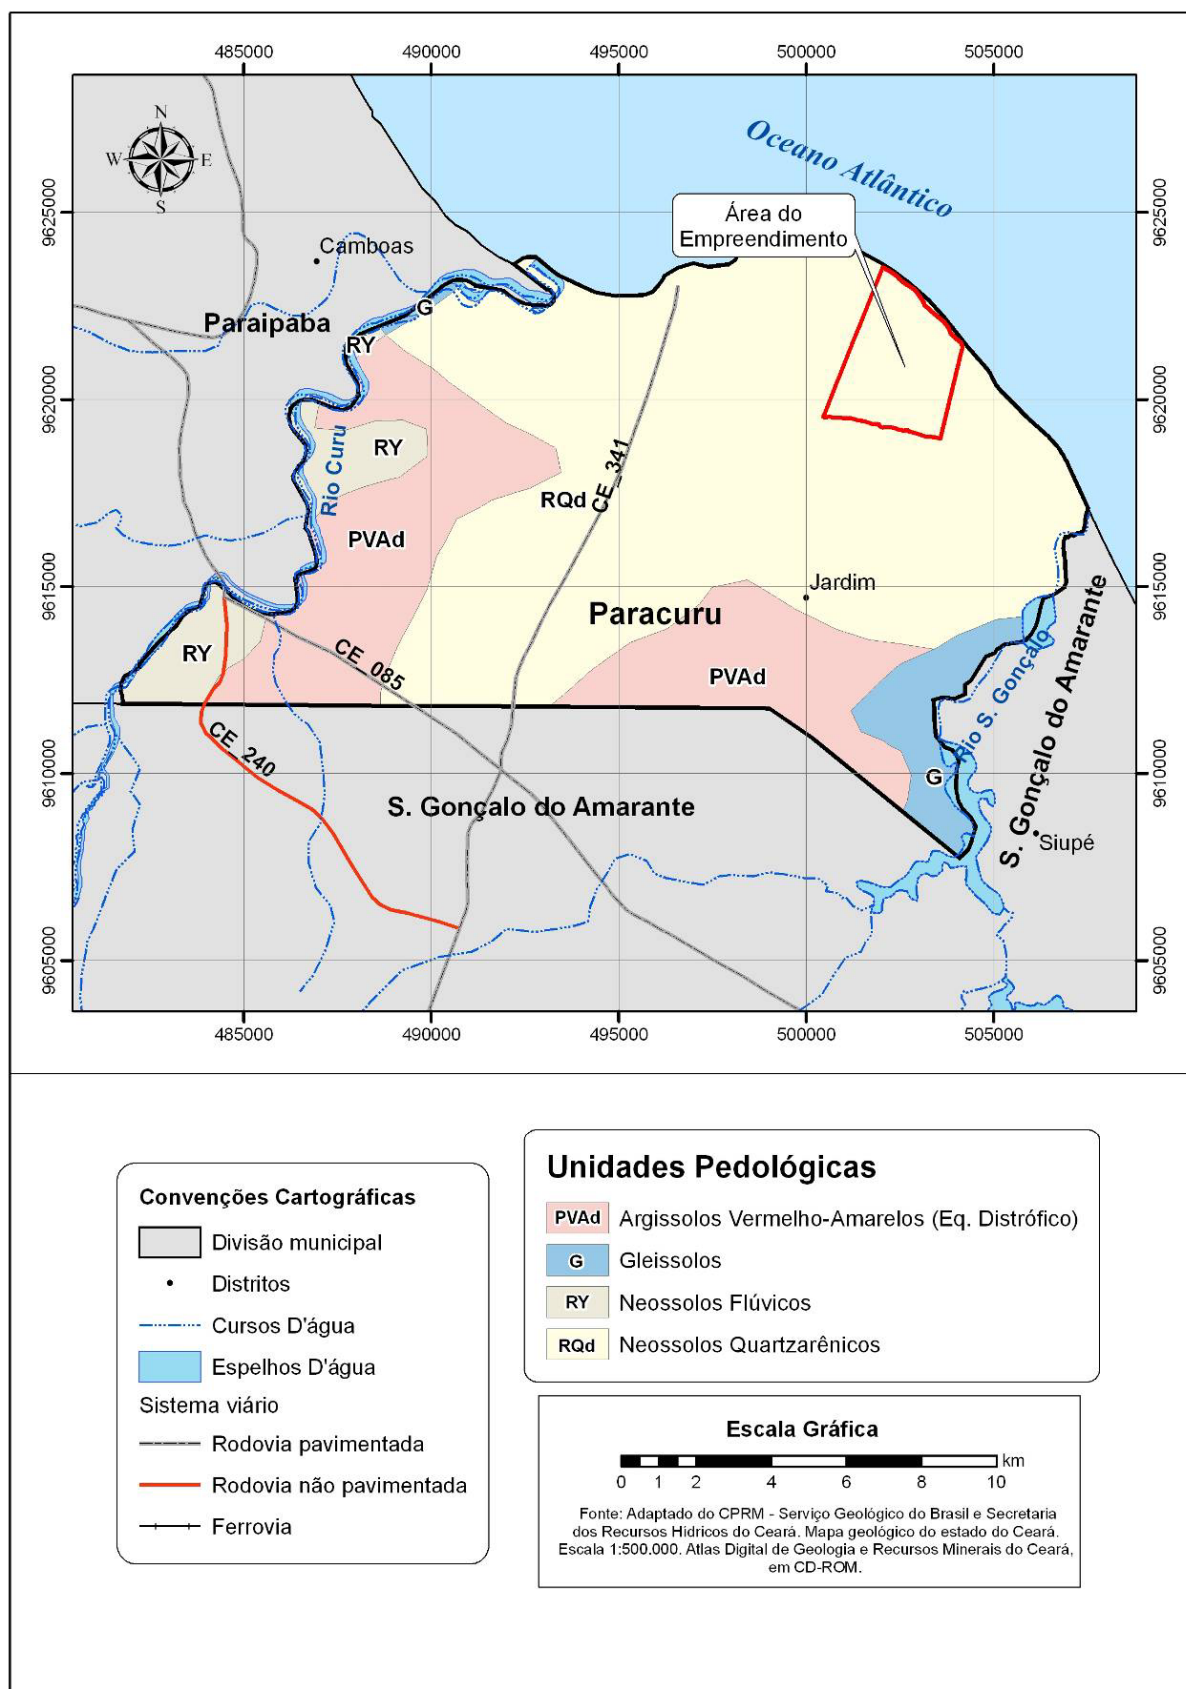 485000
490000
495000
500000
505000
N
W
E
S
Oceano Atlântico
9625000
9625000
Área do
Empreendimento
Camboas
G
Paraipaba
RY
9620000
9620000
RY
Rio Curu
CE_341
RQd
PVAd
9615000
9615000
Jardim
Paracuru
RY
CE_085
PVAd
Rio S. Gonçalo
S. Gonçalo do Amarante
CE_240
9610000
9610000
G
S. Gonçalo do Amarante
Siupé
9605000
9605000
485000
490000
495000
500000
505000
Convenções Cartográficas
Divisão municipal
Distritos
Cursos D'água
Espelhos D'água
Sistema viário
Rodovia pavimentada
Rodovia não pavimentada
Ferrovia
Unidades Pedológicas
PVAd Argissolos Vermelho-Amarelos (Eq. Distrófico)
G Gleissolos
RY Neossolos Flúvicos
RQd Neossolos Quartzarênicos
Escala Gráfica
km
0 1 2 4 6 8 10
Fonte: Adaptado do CPRM - Serviço Geológico do Brasil e Secretaria
dos Recursos Hídricos do Ceará. Mapa geológico do estado do Ceará.
Escala 1:500.000. Atlas Digital de Geologia e Recursos Minerais do Ceará,
em CD-ROM.